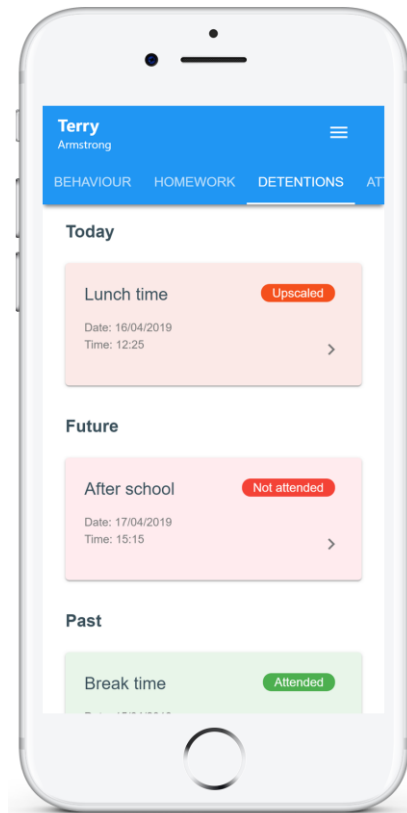 Terry
Armstrong
BEHAVIOUR HOMEWORK DETENTIONS AT
Today
Lunch time Upscaled
Date: 16/04/2019
Time: 12:25
Future
After school Not attended
Date: 17/04/2019
Time: 15:15
Past
Break time Attended